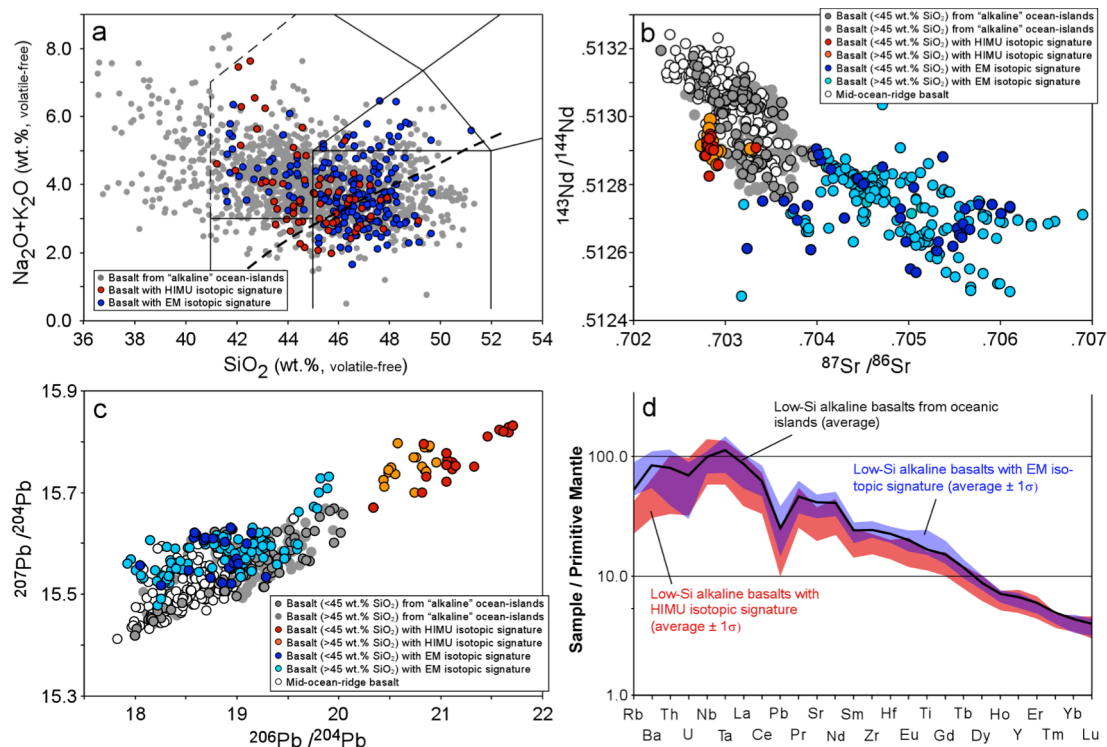 a
8.0
6.0
4.0
2.0
0.0
Na₂O+K₂O (wt.%, volatile-free)
Basalt from “alkaline” ocean-islands
Basalt with HIMU isotopic signature
Basalt with EM isotopic signature
36 38 40 42 44 46 48 50 52 54
SiO₂ (wt.%, volatile-free)
b
Basalt (<45 wt.% SiO₂) from “alkaline” ocean-islands
Basalt (>45 wt.% SiO₂) from “alkaline” ocean-islands
Basalt (<45 wt.% SiO₂) with HIMU isotopic signature
Basalt (>45 wt.% SiO₂) with HIMU isotopic signature
Basalt (<45 wt.% SiO₂) with EM isotopic signature
Basalt (>45 wt.% SiO₂) with EM isotopic signature
Mid-ocean-ridge basalt
.5132
.5130
.5128
.5126
.5124
¹⁴³Nd /¹⁴⁴Nd
.702 .703 .704 .705 .706 .707
⁸⁷Sr /⁸⁶Sr
c
15.9
15.7
15.5
15.3
²⁰⁷Pb /²⁰⁴Pb
Basalt (<45 wt.% SiO₂) from “alkaline” ocean-islands
Basalt (>45 wt.% SiO₂) from “alkaline” ocean-islands
Basalt (<45 wt.% SiO₂) with HIMU isotopic signature
Basalt (>45 wt.% SiO₂) with HIMU isotopic signature
Basalt (<45 wt.% SiO₂) with EM isotopic signature
Basalt (>45 wt.% SiO₂) with EM isotopic signature
Mid-ocean-ridge basalt
18 19 20 21 22
²⁰⁶Pb /²⁰⁴Pb
d
Low-Si alkaline basalts from oceanic
islands (average)
Low-Si alkaline basalts with EM iso-
topic signature (average ± 1σ)
Low-Si alkaline basalts with
HIMU isotopic signature
(average ± 1σ)
100.0
10.0
1.0
Sample / Primitive Mantle
Rb Th Nb La Pb Sr Sm Hf Ti Tb Ho Er Yb
Ba U Ta Ce Pr Nd Zr Eu Gd Dy Y Tm Lu